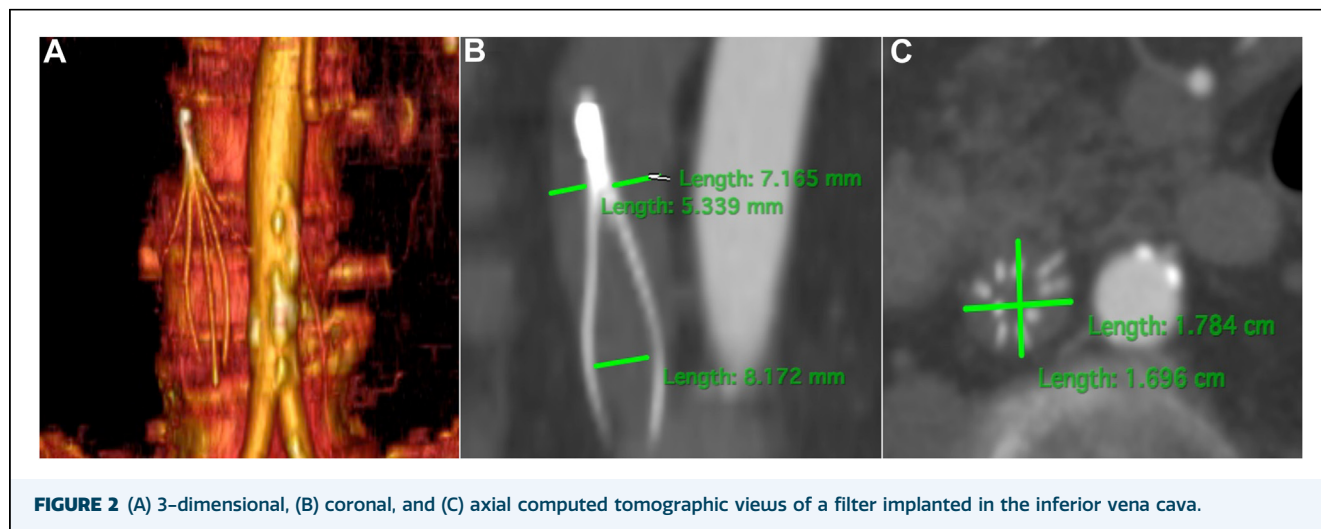 A
B
C
Length: 7.165 mm
Length: 5.339 mm
Length: 8.172 mm
Length: 1.784 cm
Length: 1.696 cm
FIGURE 2 (A) 3-dimensional, (B) coronal, and (C) axial computed tomographic views of a filter implanted in the inferior vena cava.